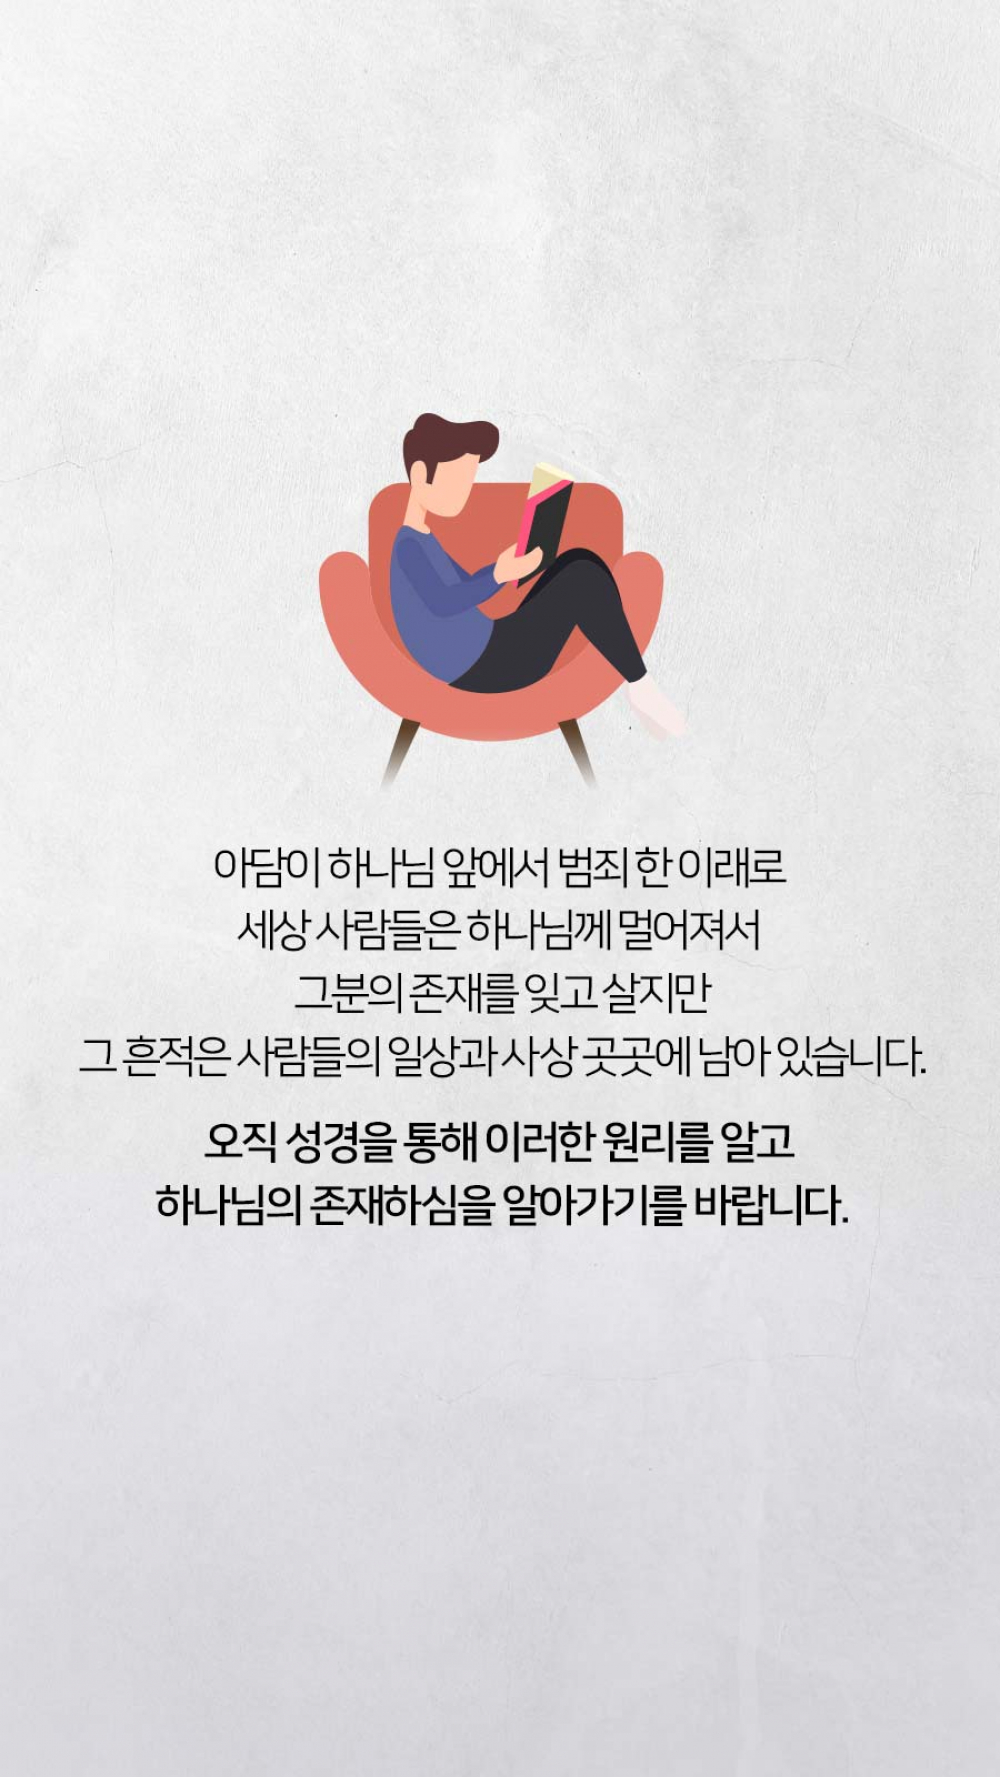 아담이 하나님 앞에서 범죄 한 이래로
세상 사람들은 하나님께 멀어져서
그분의 존재를 잊고 살지만
그 흔적은 사람들의 일상과 사상 곳곳에 남아 있습니다.
오직 성경을 통해 이러한 원리를 알고
하나님의 존재하심을 알아가기를 바랍니다.